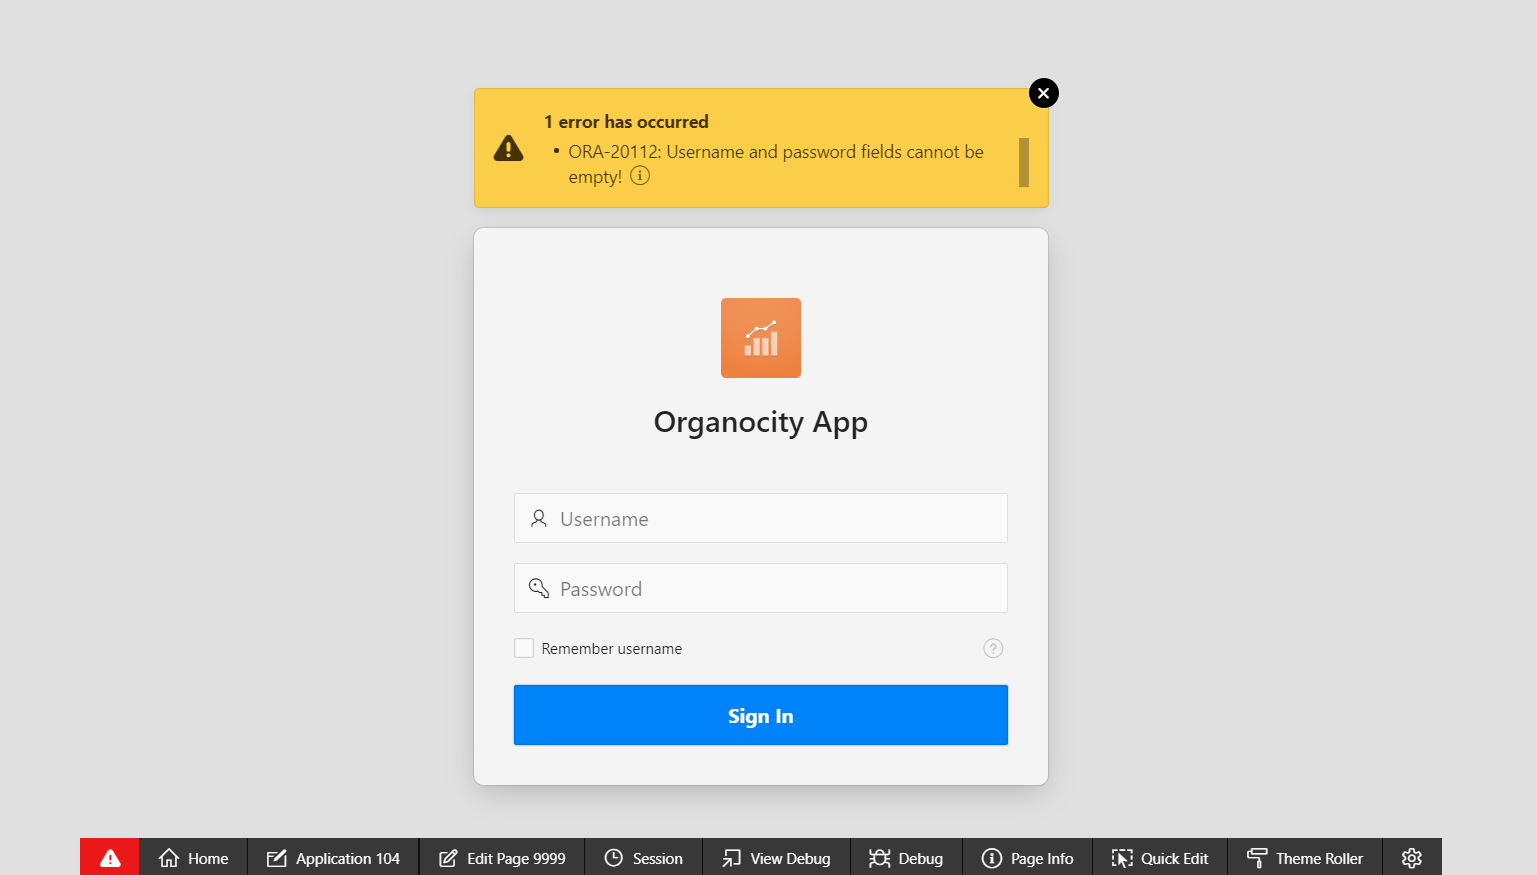 1 error has occurred
• ORA-20112: Username and password fields cannot be
empty!
Organocity App
Username
Password
Remember username
Sign In
Home
Application 104
Edit Page 9999
Session
View Debug
Debug
Page Info
Quick Edit
Theme Roller